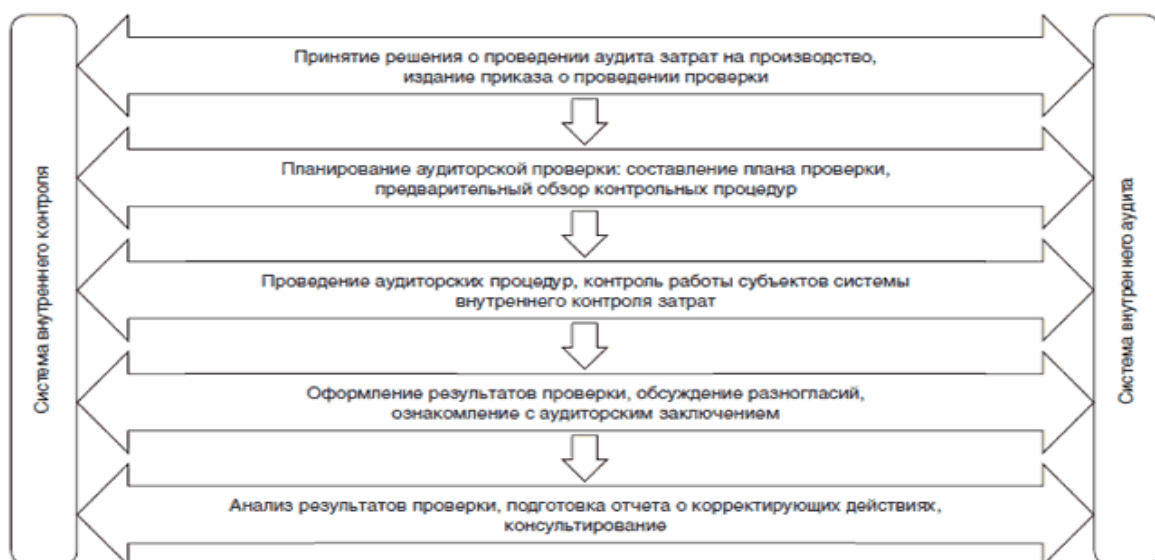 Система внутреннего контроля
Принятие решения о проведении аудита затрат на производство,
издание приказа о проведении проверки
Планирование аудиторской проверки: составление плана проверки,
предварительный обзор контрольных процедур
Проведение аудиторских процедур, контроль работы субъектов системы
внутреннего контроля затрат
Оформление результатов проверки, обсуждение разногласий,
ознакомление с аудиторским заключением
Анализ результатов проверки, подготовка отчета о корректирующих действиях,
консультирование
Система внутреннего аудита